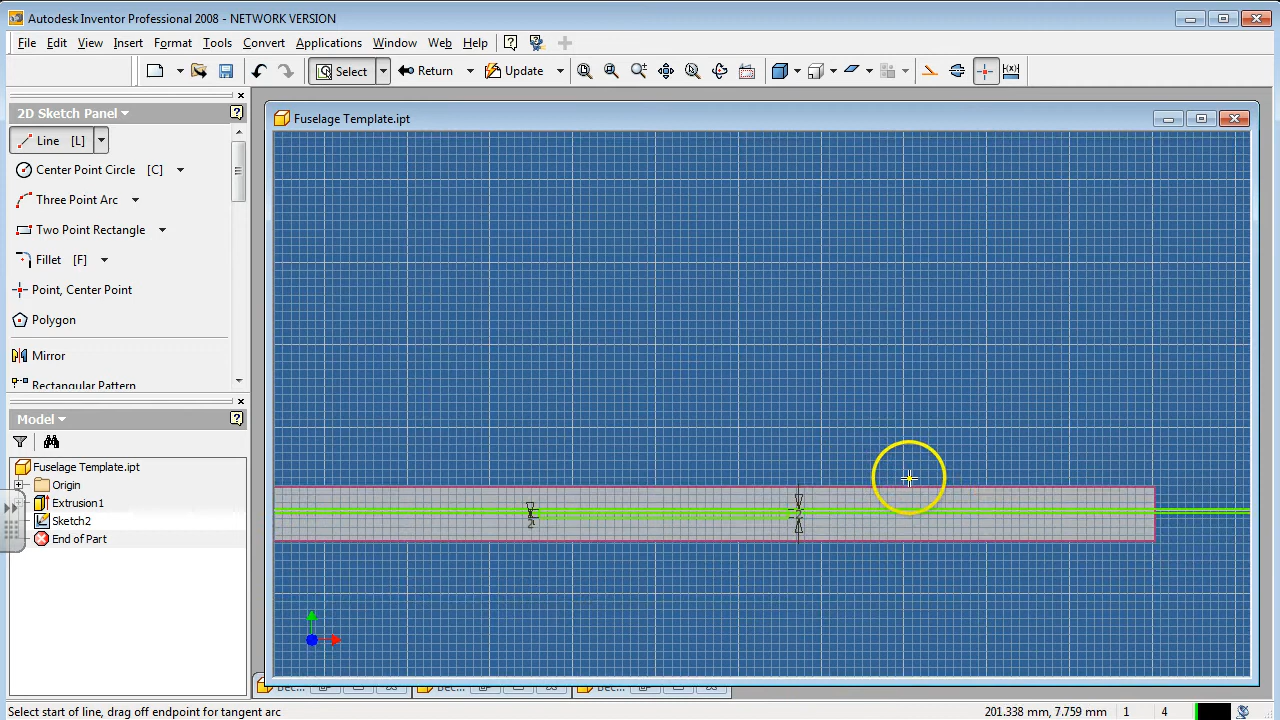 Autodesk Inventor Professional 2008 - NETWORK VERSION
File Edit View Insert Format Tools Convert Applications Window Web Help
Select Return Update
2D Sketch Panel
Line [L]
Center Point Circle [C]
Three Point Arc
Two Point Rectangle
Fillet [F]
Point, Center Point
Polygon
Mirror
Rectangular Pattern
Model
Fuselage Template.ipt
Origin
Extrusion1
Sketch2
End of Part
Fuselage Template.ipt
Select start of line, drag off endpoint for tangent arc
201.338 mm, 7.759 mm 1 4